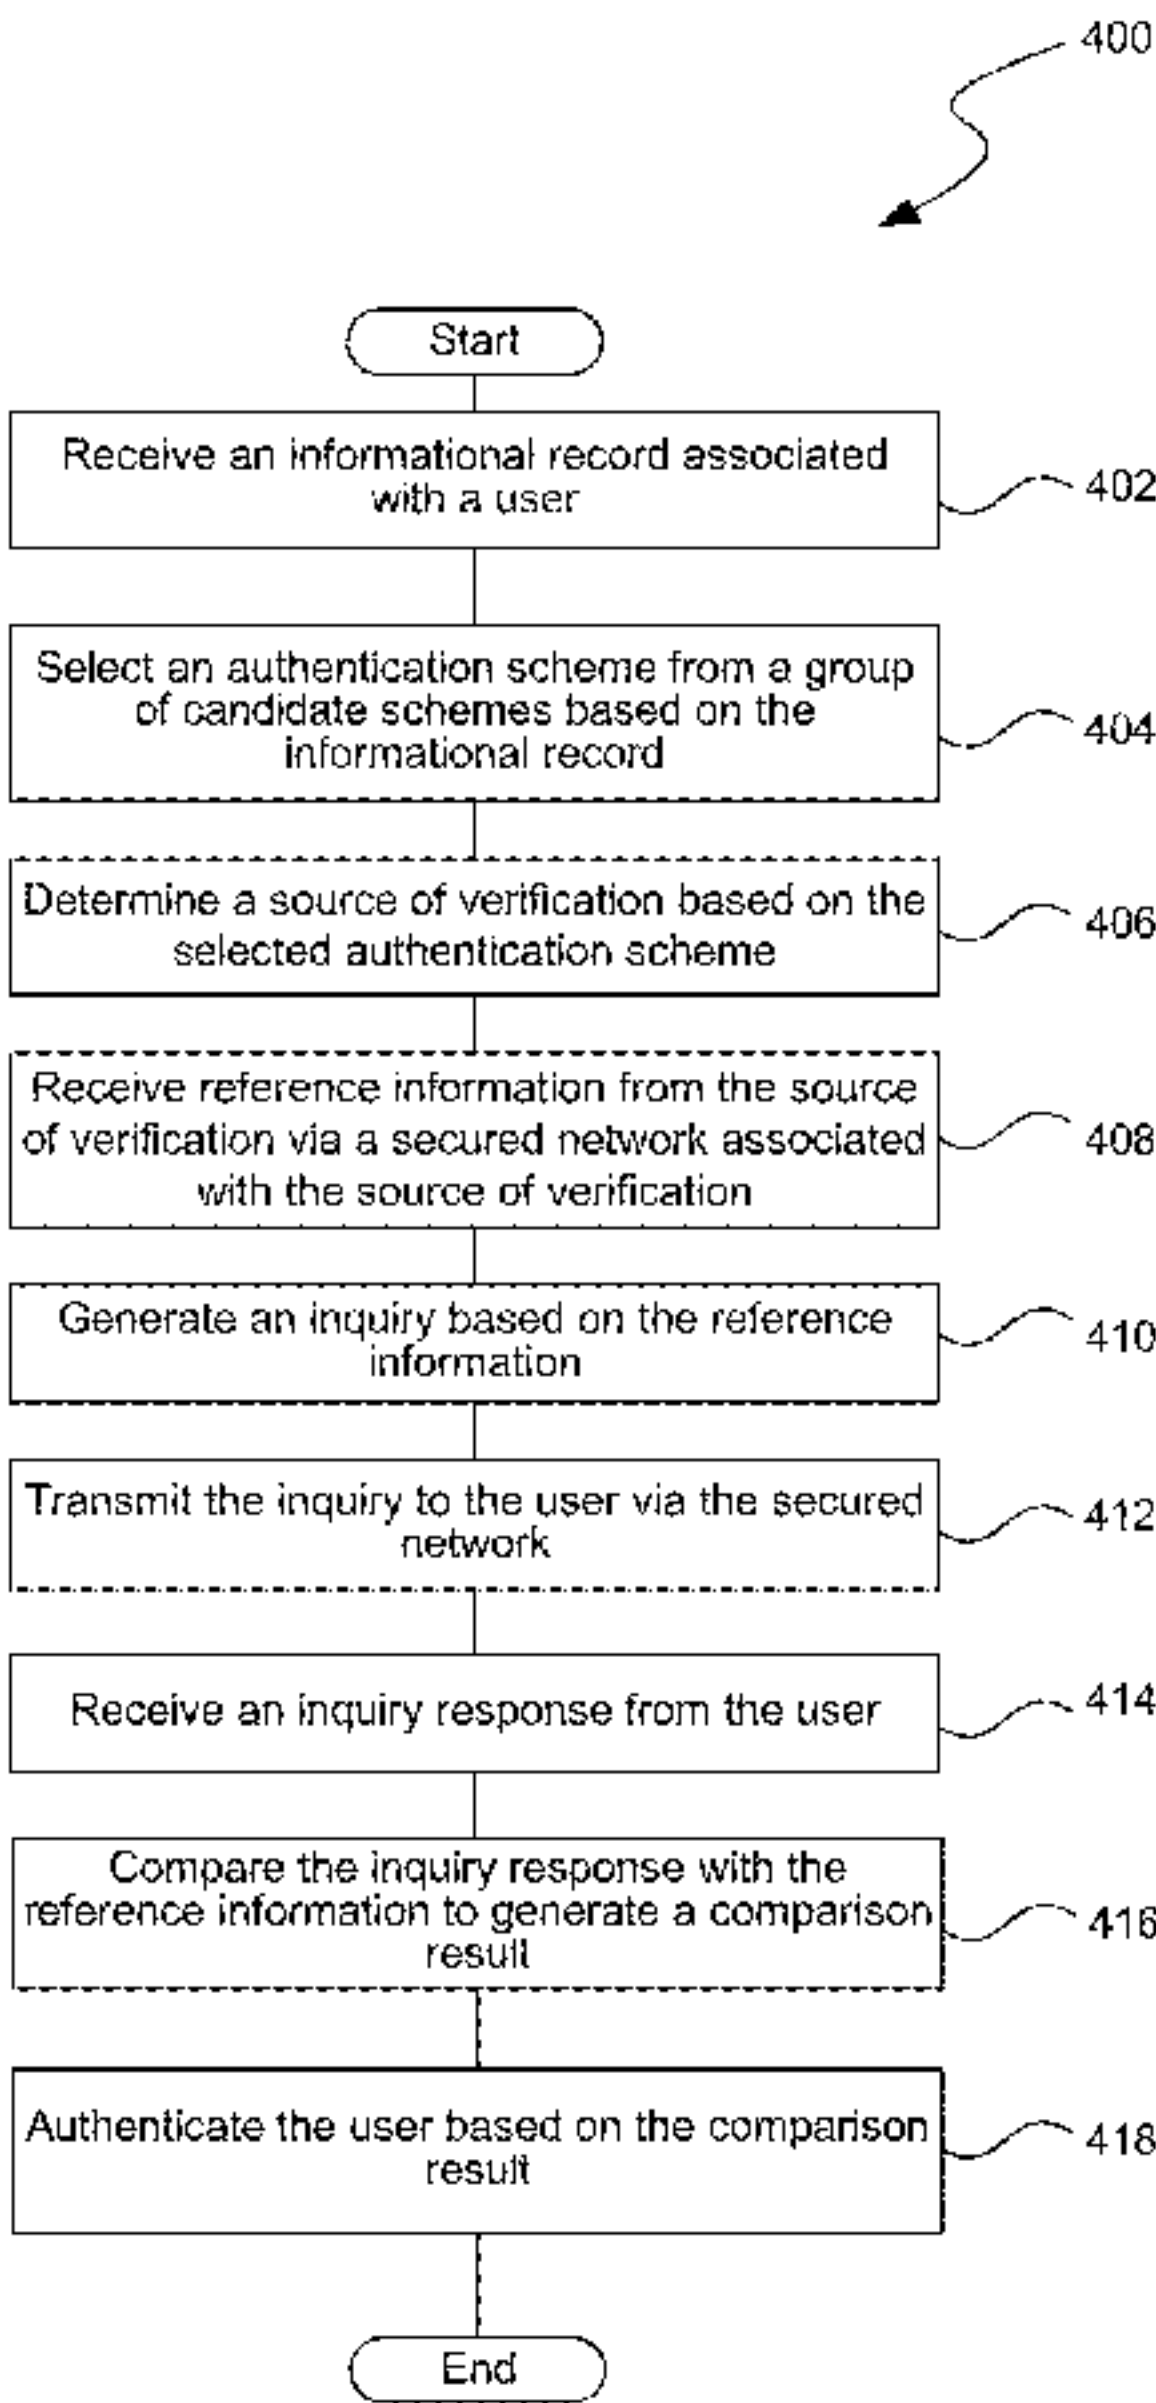 400
Start
Receive an informational record associated
with a user
402
Select an authentication scheme from a group
of candidate schemes based on the
informational record
404
Determine a source of verification based on the
selected authentication scheme
406
Receive reference information from the source
of verification via a secured network associated
with the source of verification
408
Generate an inquiry based on the reference
information
410
Transmit the inquiry to the user via the secured
network
412
Receive an inquiry response from the user
414
Compare the inquiry response with the
reference information to generate a comparison
result
416
Authenticate the user based on the comparison
result
418
End